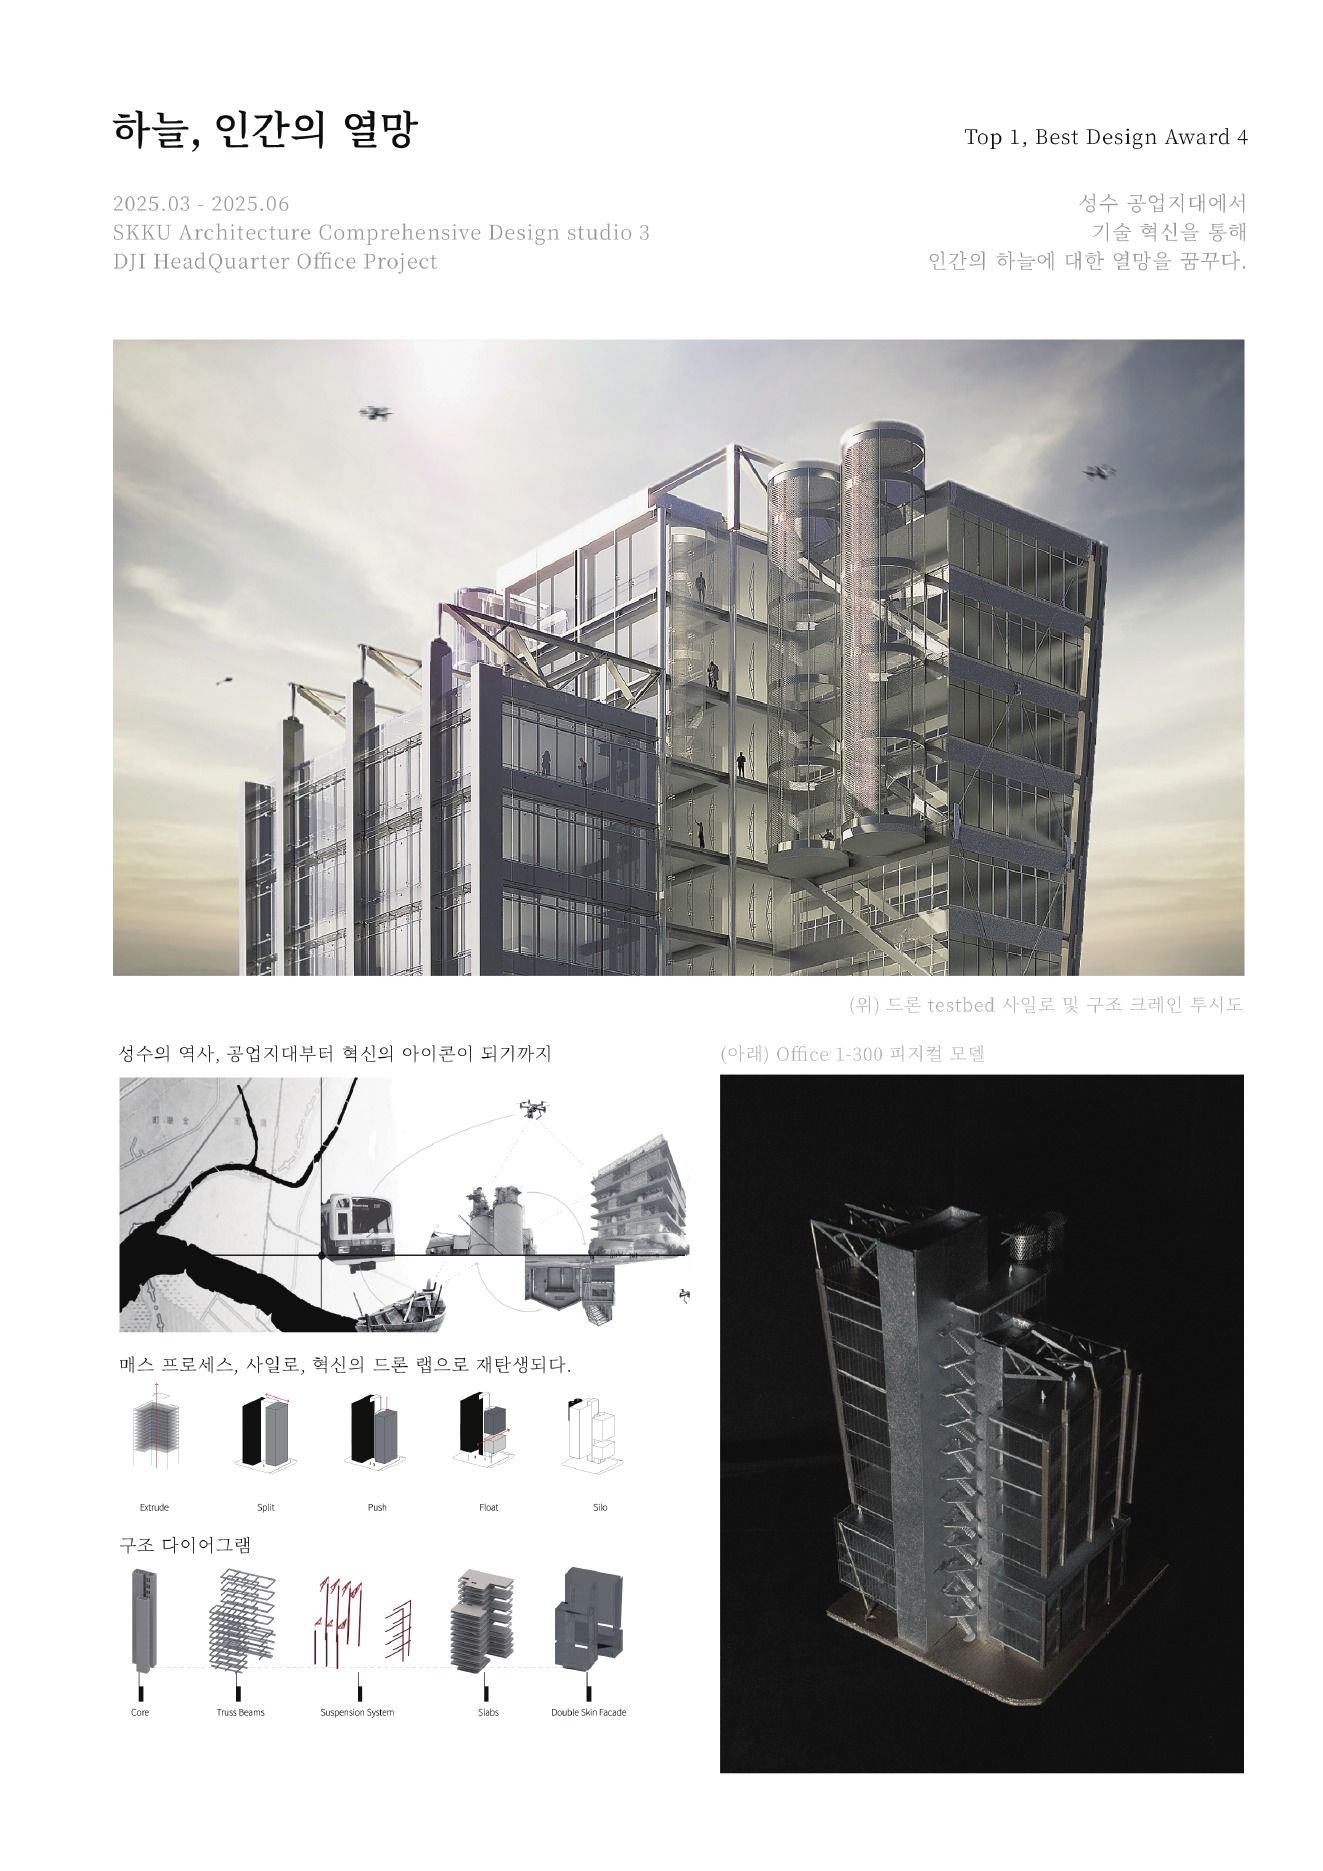 하늘, 인간의 열망
Top 1, Best Design Award 4
2025.03 - 2025.06
SKKU Architecture Comprehensive Design studio 3
DJI HeadQuarter Office Project
성수 공업지대에서
기술 혁신을 통해
인간의 하늘에 대한 열망을 꿈꾸다.
(위) 드론 testbed 사일로 및 구조 크레인 투시도
성수의 역사, 공업지대부터 혁신의 아이콘이 되기까지
(아래) Office 1-300 피지컬 모델
매스 프로세스, 사일로, 혁신의 드론 랩으로 재탄생되다.
Extrude
Split
Push
Float
Silo
구조 다이어그램
Core
Truss Beams
Suspension System
Slabs
Double Skin Facade